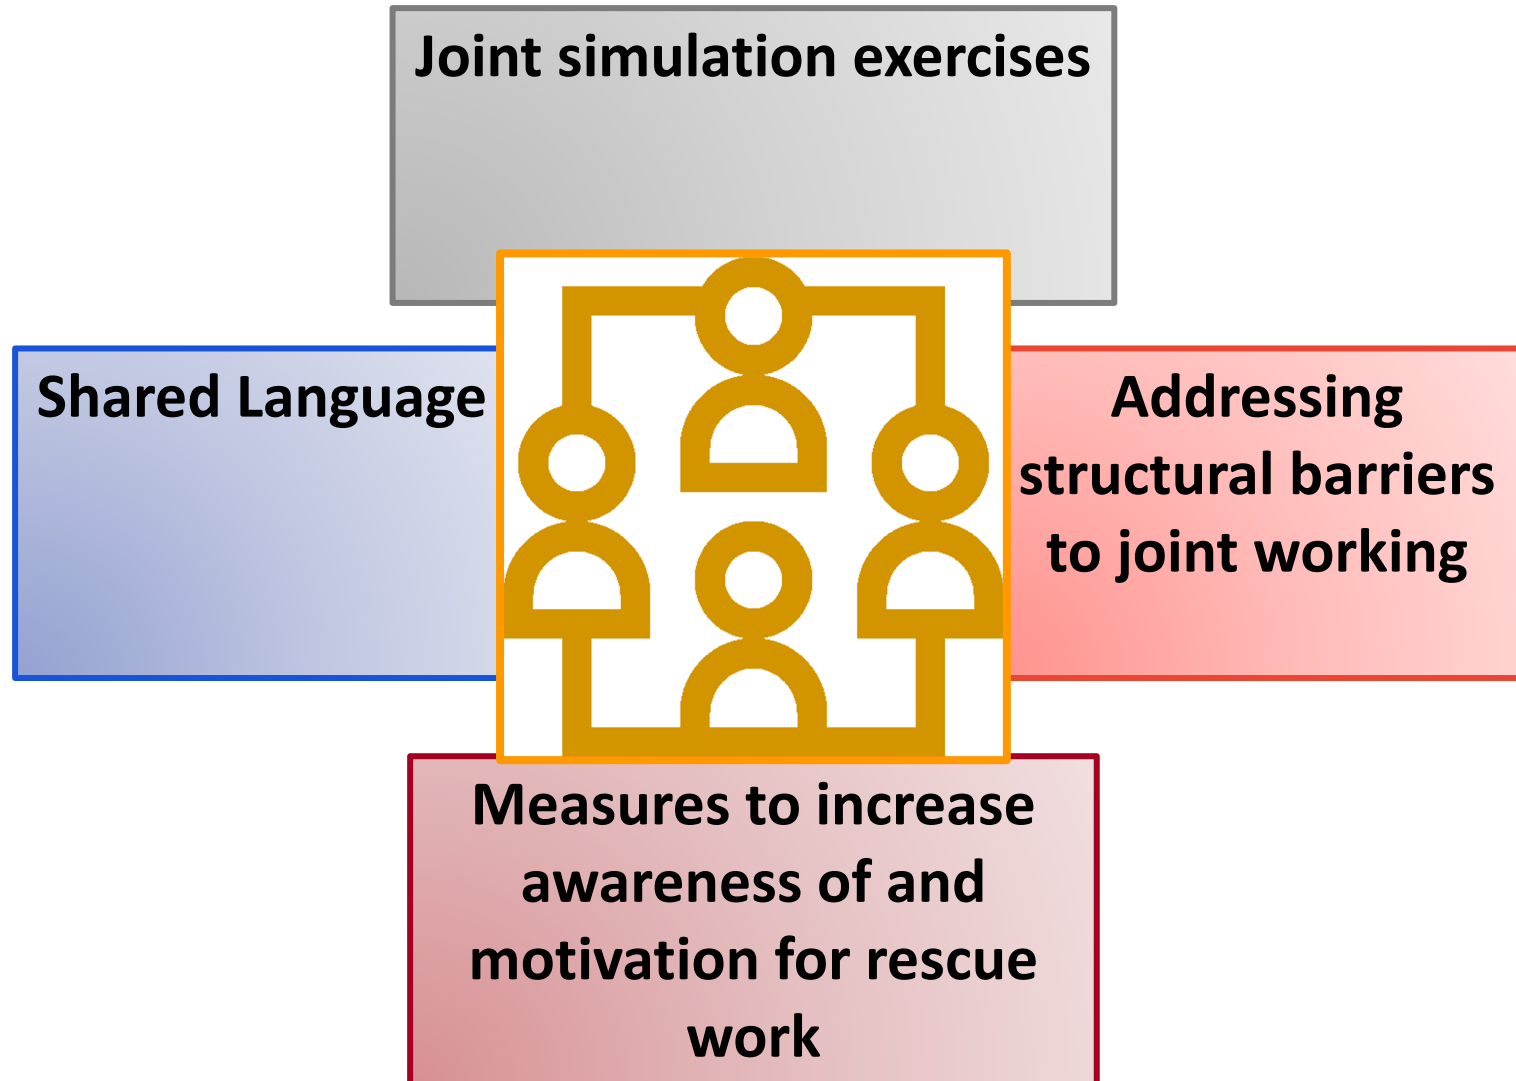 Joint simulation exercises
Shared Language
Addressing
structural barriers
to joint working
Measures to increase
awareness of and
motivation for rescue
work